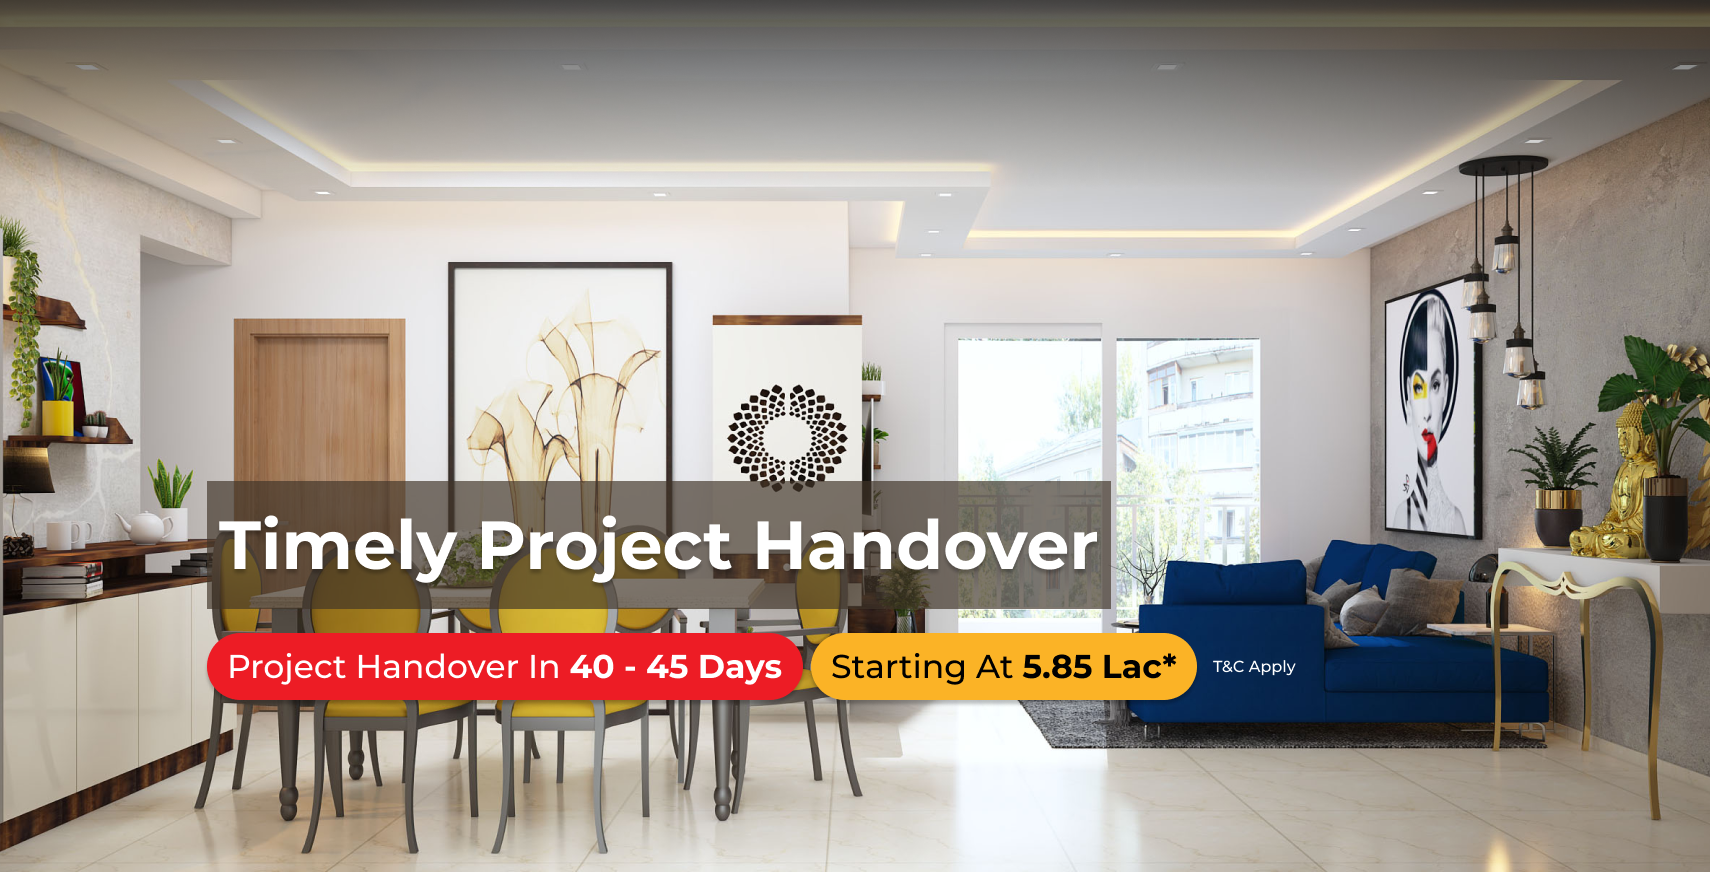 Timely Project Handover
Project Handover In 40 - 45 Days
Starting At 5.85 Lac*
T&C Apply